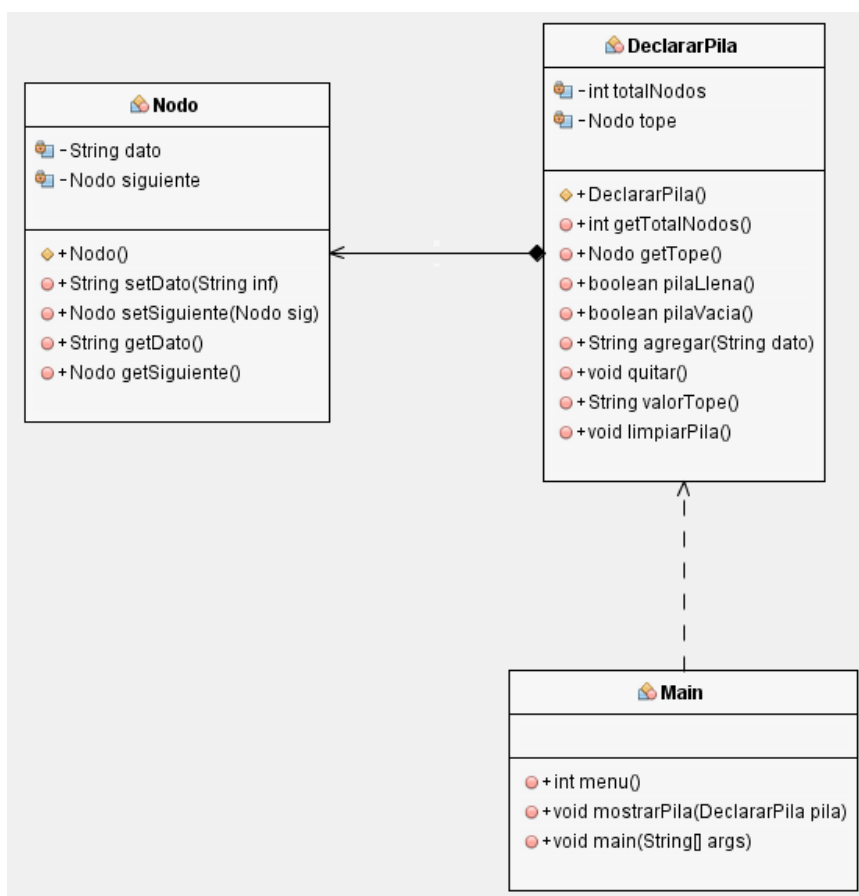 Nodo
-String dato
-Nodo siguiente
+Nodo()
+String setDato(String inf)
+Nodo setSiguiente(Nodo sig)
+String getDato()
+Nodo getSiguiente()
DeclararPila
-int totalNodos
-Nodo tope
+DeclararPila()
+int getTotalNodos()
+Nodo getTope()
+boolean pilaLlena()
+boolean pilaVacia()
+String agregar(String dato)
+void quitar()
+String valorTope()
+void limpiarPila()
Main
+int menu()
+void mostrarPila(DeclararPila pila)
+void main(String[] args)